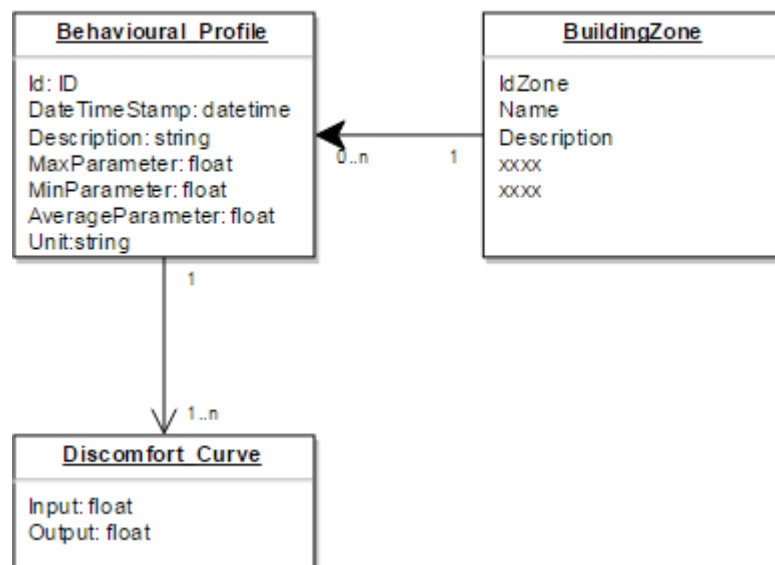 Behavioural_Profile
Id: ID
DateTimeStamp: datetime
Description: string
MaxParameter: float
MinParameter: float
AverageParameter: float
Unit:string
BuildingZone
IdZone
Name
Description
xxxx
xxxx
0..n
1
1
1..n
Discomfort_Curve
Input: float
Output: float